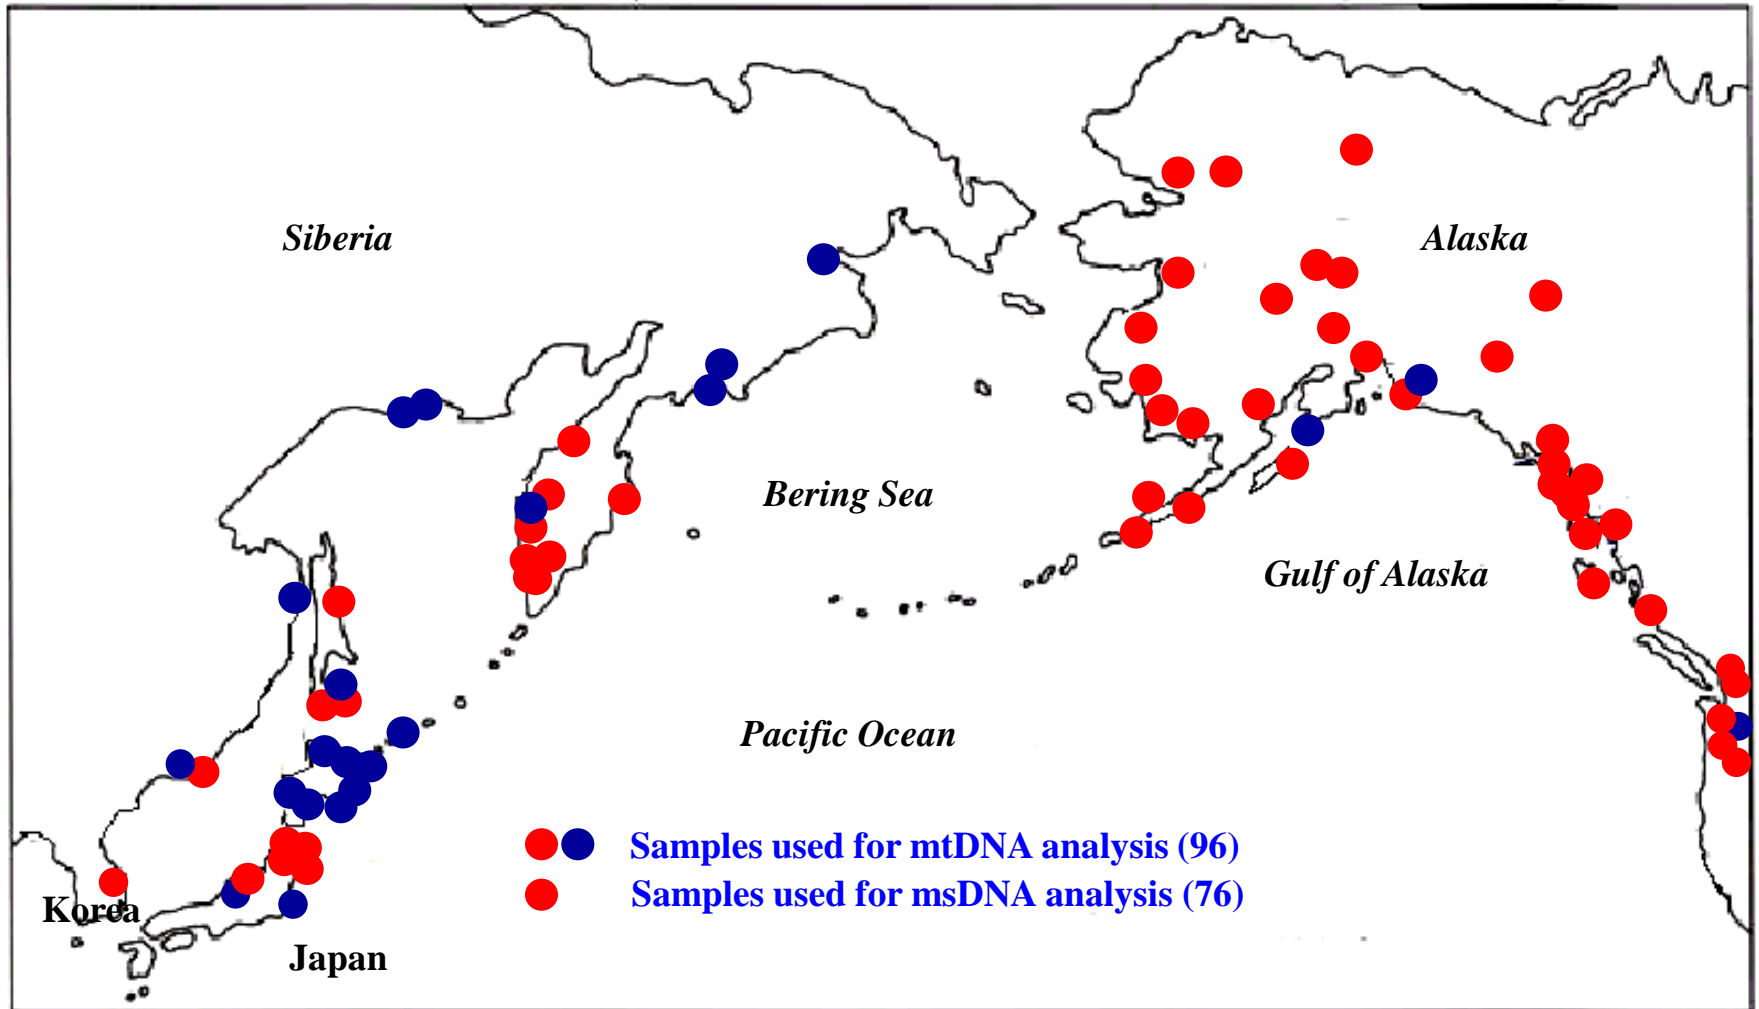 Siberia
Alaska
Bering Sea
Gulf of Alaska
Pacific Ocean
Samples used for mtDNA analysis (96)
Samples used for msDNA analysis (76)
Korea
Japan